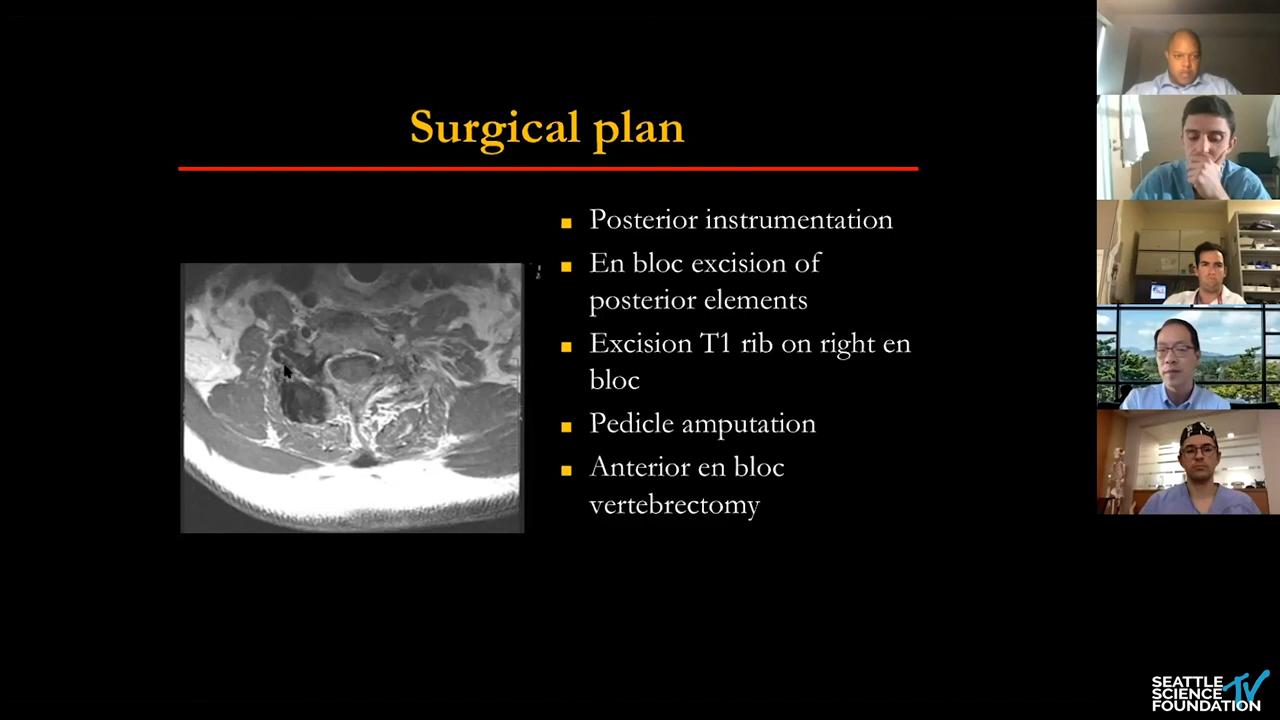 Surgical plan
Posterior instrumentation
En bloc excision of
posterior elements
Excision T1 rib on right en
bloc
Pedicle amputation
Anterior en bloc
vertebrectomy
SEATTLE
SCIENCE
FOUNDATION
TV